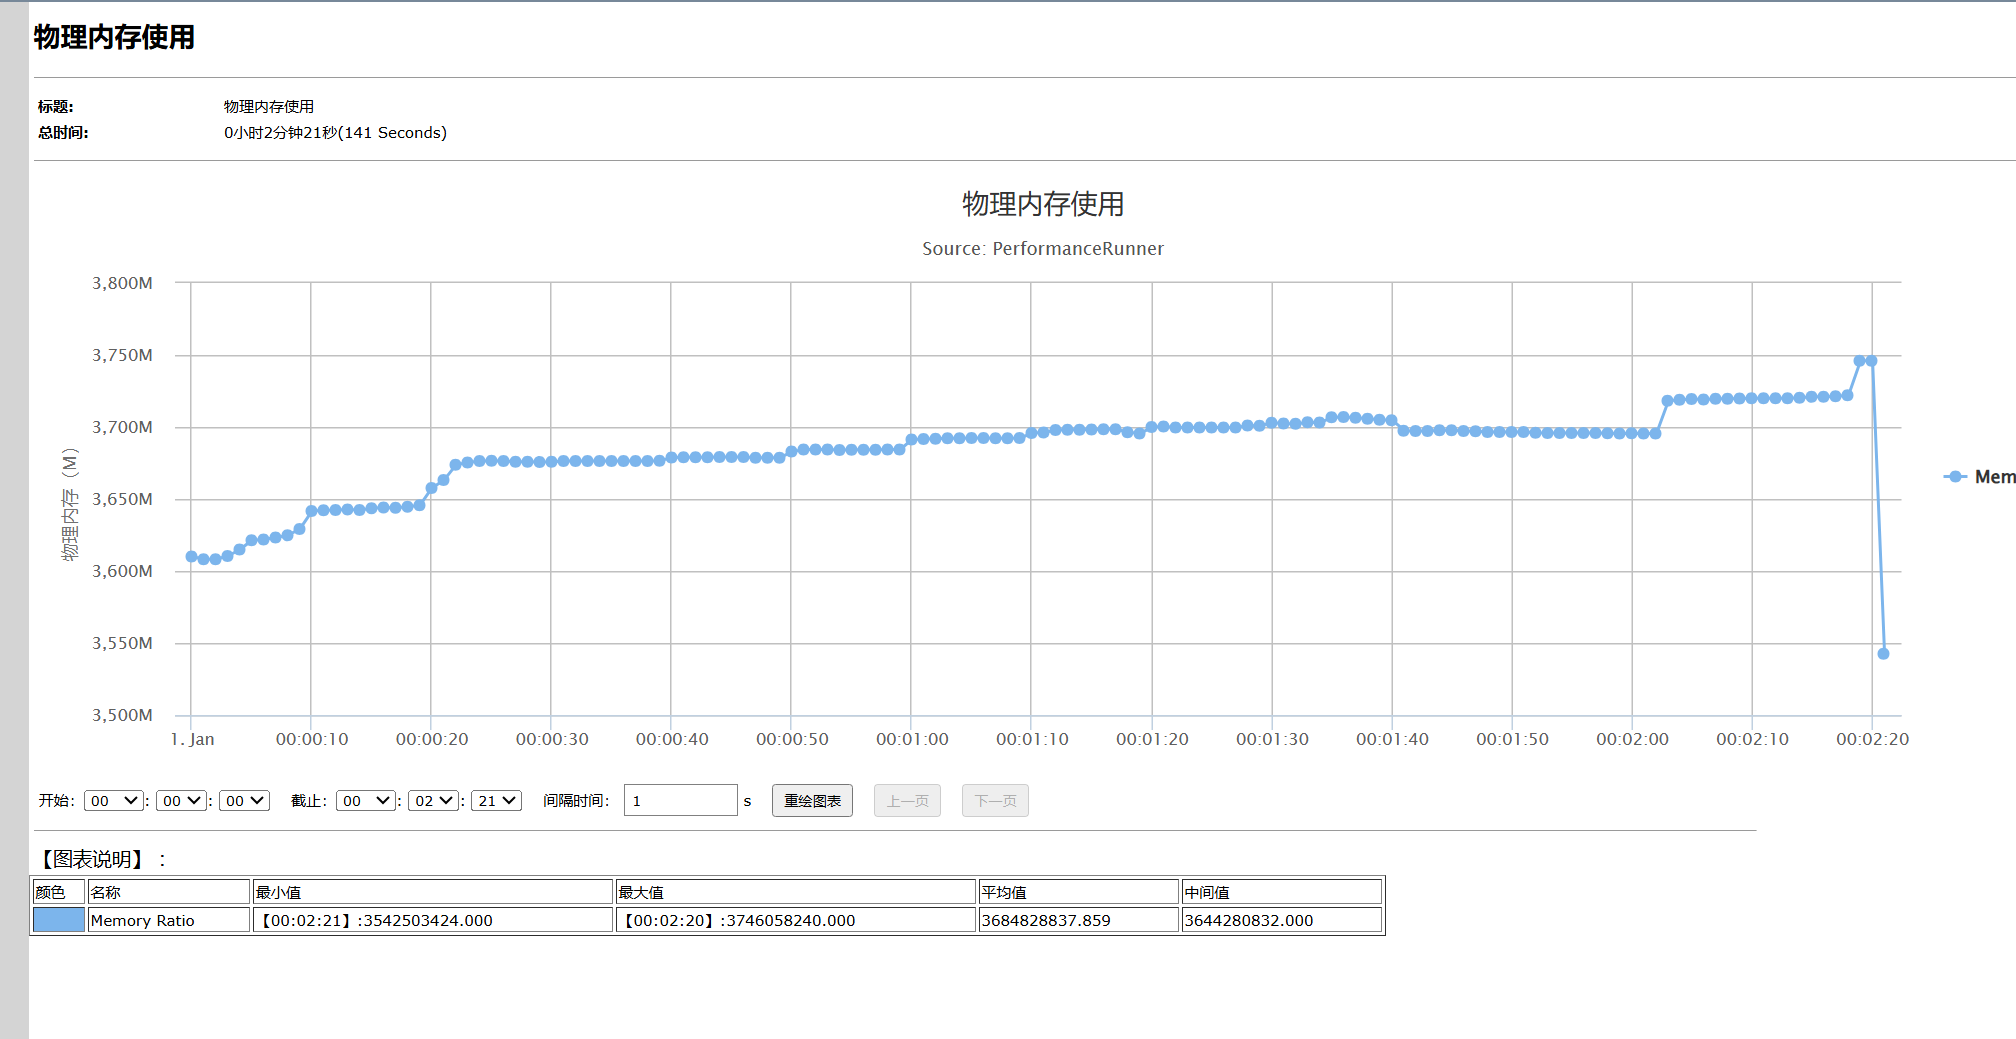 物理内存使用
标题: 物理内存使用
总时间: 0小时2分钟21秒(141 Seconds)
物理内存使用
Source: PerformanceRunner
物理内存（M）
3,800M
3,750M
3,700M
3,650M
3,600M
3,550M
3,500M
1. Jan 00:00:10 00:00:20 00:00:30 00:00:40 00:00:50 00:01:00 00:01:10 00:01:20 00:01:30 00:01:40 00:01:50 00:02:00 00:02:10 00:02:20
Mem
开始: 00 : 00 : 00 截止: 00 : 02 : 21 间隔时间: 1 s 重绘图表 上一页 下一页
【图表说明】：
颜色 名称 最小值 最大值 平均值 中间值
Memory Ratio 【00:02:21】:3542503424.000 【00:02:20】:3746058240.000 3684828837.859 3644280832.000